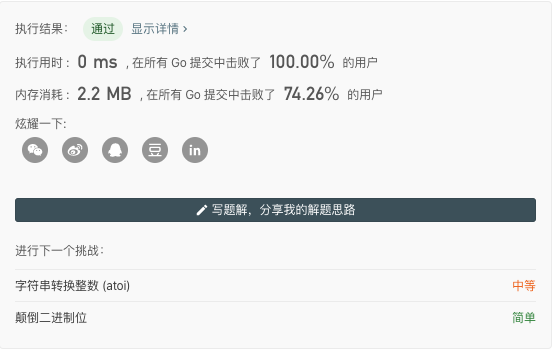 执行结果： 通过 显示详情 ›
执行用时：0 ms ，在所有 Go 提交中击败了 100.00% 的用户
内存消耗：2.2 MB ，在所有 Go 提交中击败了 74.26% 的用户
炫耀一下:
豆 in
写题解，分享我的解题思路
进行下一个挑战：
字符串转换整数 (atoi) 中等
颠倒二进制位 简单